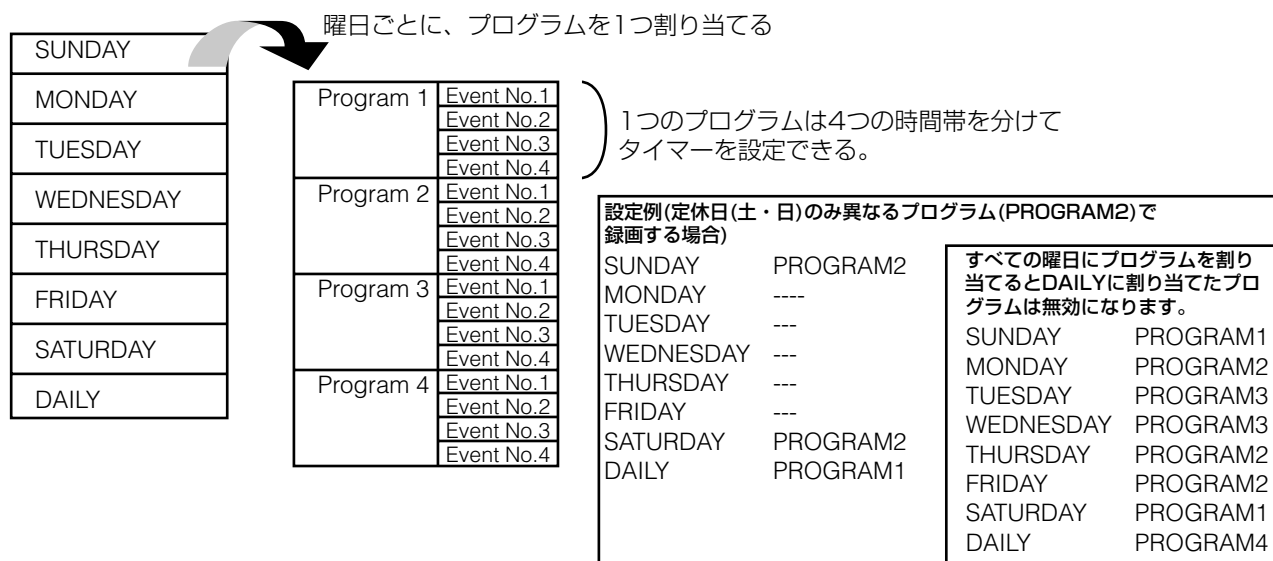 曜日ごとに、プログラムを1つ割り当てる
SUNDAY
MONDAY
TUESDAY
WEDNESDAY
THURSDAY
FRIDAY
SATURDAY
DAILY
Program 1
Event No.1
Event No.2
Event No.3
Event No.4
Program 2
Event No.1
Event No.2
Event No.3
Event No.4
Program 3
Event No.1
Event No.2
Event No.3
Event No.4
Program 4
Event No.1
Event No.2
Event No.3
Event No.4
1つのプログラムは4つの時間帯を分けて
タイマーを設定できる。
設定例(定休日(土・日)のみ異なるプログラム(PROGRAM2)で
録画する場合)
SUNDAY PROGRAM2
MONDAY ----
TUESDAY ---
WEDNESDAY ---
THURSDAY ---
FRIDAY ---
SATURDAY PROGRAM2
DAILY PROGRAM1
すべての曜日にプログラムを割り
当てるとDAILYに割り当てたプロ
グラムは無効になります。
SUNDAY PROGRAM1
MONDAY PROGRAM2
TUESDAY PROGRAM3
WEDNESDAY PROGRAM3
THURSDAY PROGRAM2
FRIDAY PROGRAM2
SATURDAY PROGRAM1
DAILY PROGRAM4